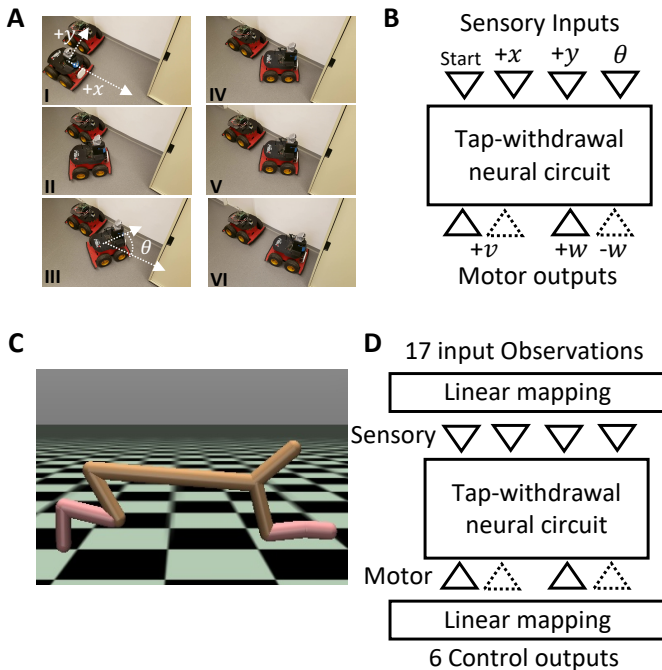 A
+y
+x
I
II
III
θ
IV
V
VI
B
Sensory Inputs
Start +x +y θ
Tap-withdrawal
neural circuit
+v +w -w
Motor outputs
C
D
17 input Observations
Linear mapping
Sensory
Tap-withdrawal
neural circuit
Motor
Linear mapping
6 Control outputs